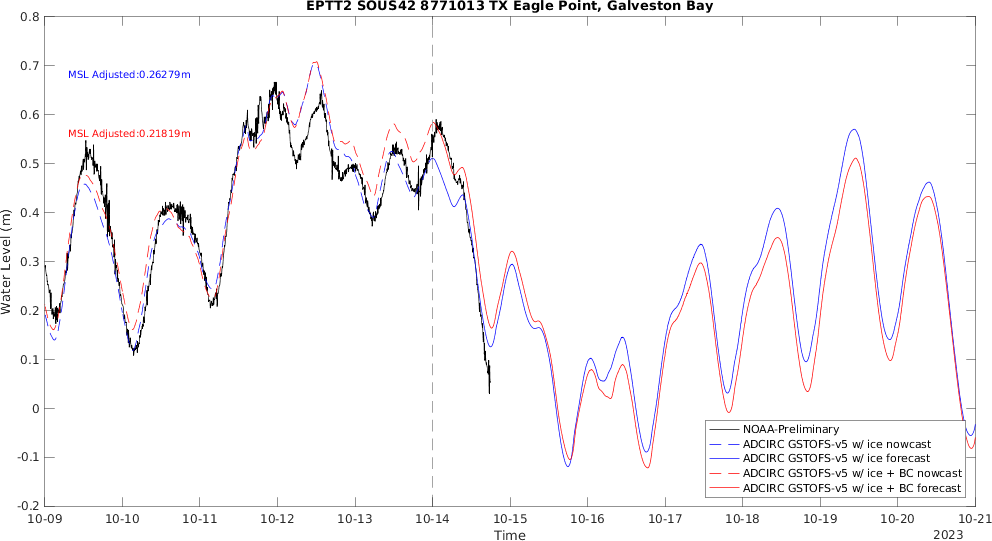 EPTT2 SOUS42 8771013 TX Eagle Point, Galveston Bay
0.8
0.7
0.6
0.5
0.4
0.3
0.2
0.1
0
-0.1
-0.2
Water Level (m)
MSL Adjusted:0.26279m
MSL Adjusted:0.21819m
NOAA-Preliminary
ADCIRC GSTOFS-v5 w/ ice nowcast
ADCIRC GSTOFS-v5 w/ ice forecast
ADCIRC GSTOFS-v5 w/ ice + BC nowcast
ADCIRC GSTOFS-v5 w/ ice + BC forecast
10-09 10-10 10-11 10-12 10-13 10-14 10-15 10-16 10-17 10-18 10-19 10-20 10-21
Time
2023